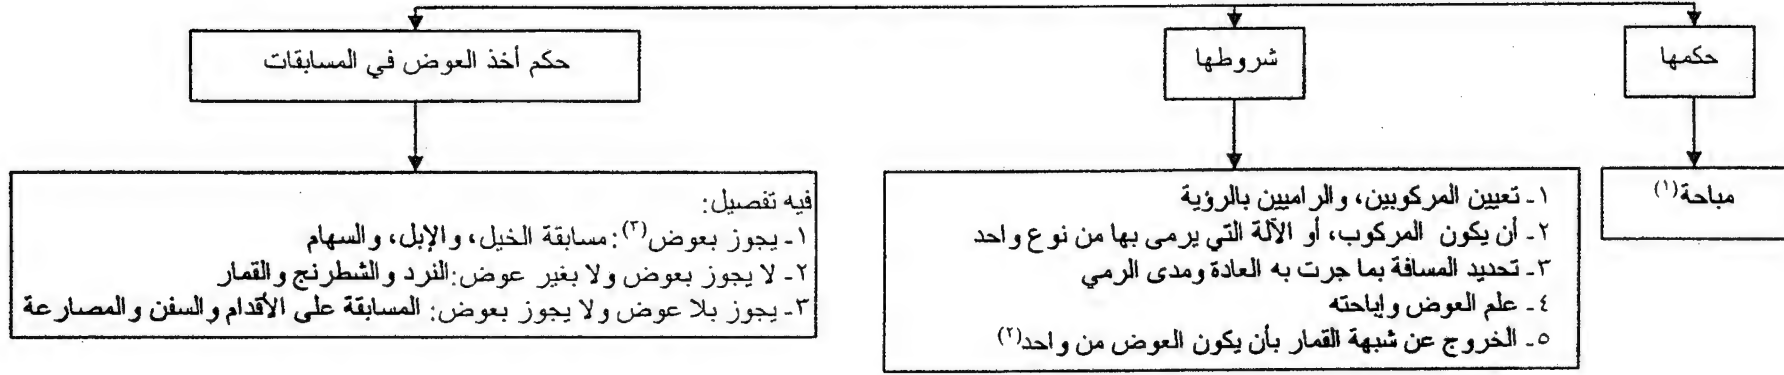 حكمها
مباحة(١)
شروطها
١- تعيين المركوبين، والراميين بالرؤية
٢- أن يكون المركوب، أو الآلة التي يرمى بها من نوع واحد
٣- تحديد المسافة بما جرت به العادة ومدى الرمي
٤- علم العوض وإباحته
٥- الخروج عن شبهة القمار بأن يكون العوض من واحد(٢)
حكم أخذ العوض في المسابقات
فيه تفصيل:
١- يجوز بعوض(٣): مسابقة الخيل، والإبل، والسهام
٢- لا يجوز بعوض ولا بغير عوض: النرد والشطرنج والقمار
٣- يجوز بلا عوض ولا يجوز بعوض: المسابقة على الأقدام والسفن والمصارعة